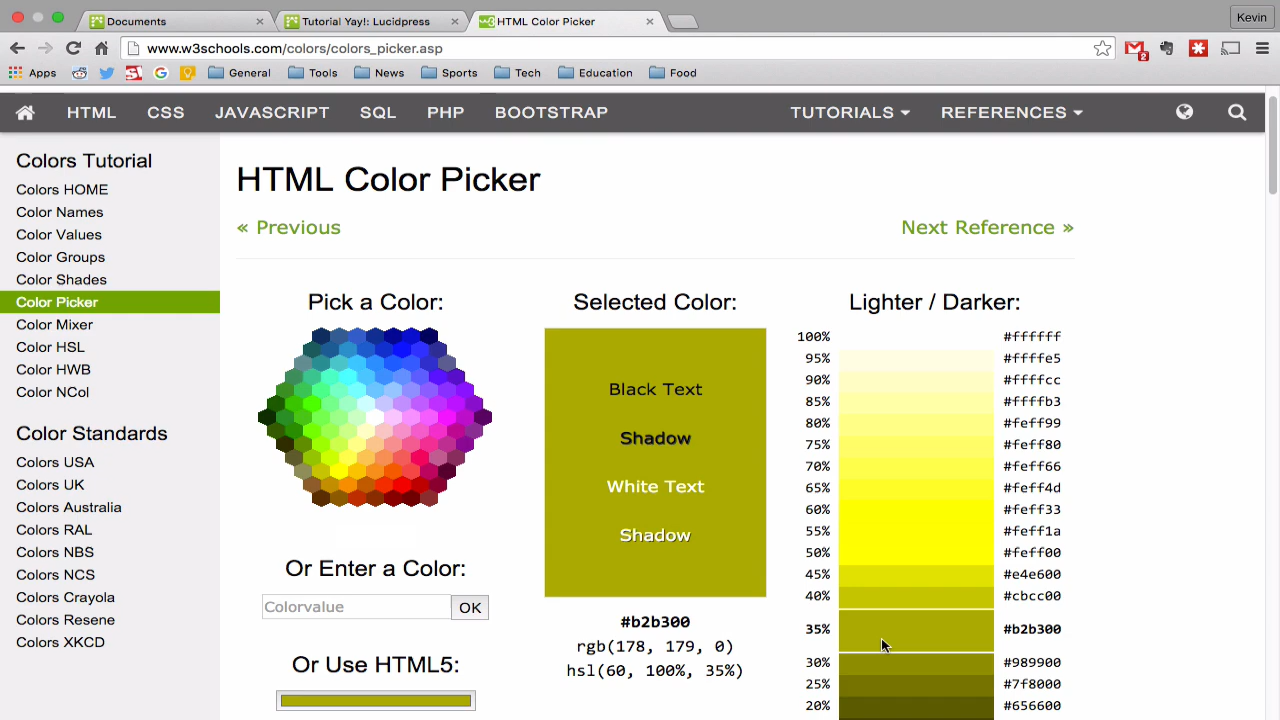 Documents
Tutorial Yay!: Lucidpress
HTML Color Picker
Kevin
www.w3schools.com/colors/colors_picker.asp
2
Apps
General
Tools
News
Sports
Tech
Education
Food
HTML
CSS
JAVASCRIPT
SQL
PHP
BOOTSTRAP
TUTORIALS
REFERENCES
Colors Tutorial
Colors HOME
Color Names
Color Values
Color Groups
Color Shades
Color Picker
Color Mixer
Color HSL
Color HWB
Color NCol
Color Standards
Colors USA
Colors UK
Colors Australia
Colors RAL
Colors NBS
Colors NCS
Colors Crayola
Colors Resene
Colors XKCD
HTML Color Picker
« Previous
Next Reference »
Pick a Color:
Or Enter a Color:
Colorvalue
OK
Or Use HTML5:
Selected Color:
Black Text
Shadow
White Text
Shadow
#b2b300
rgb(178, 179, 0)
hsl(60, 100%, 35%)
Lighter / Darker:
100% #ffffff
95% #ffffe5
90% #ffffcc
85% #ffffb3
80% #feff99
75% #feff80
70% #feff66
65% #feff4d
60% #feff33
55% #feff1a
50% #feff00
45% #e4e600
40% #cbcc00
35% #b2b300
30% #989900
25% #7f8000
20% #656600